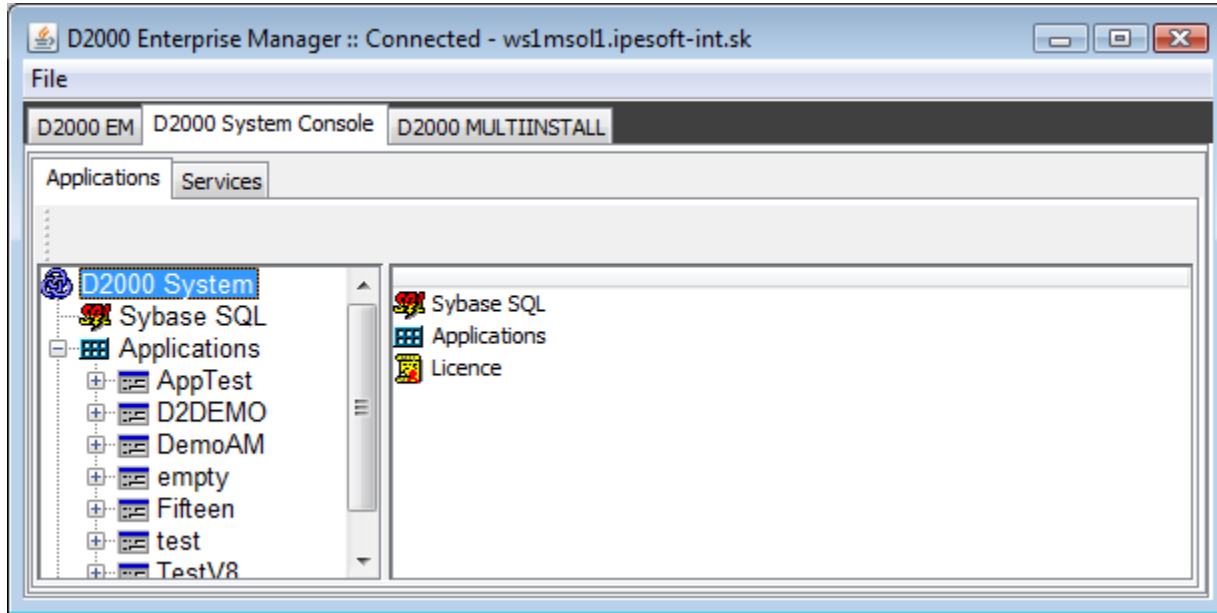 D2000 Enterprise Manager :: Connected - ws1msol1.ipesoft-int.sk
File
D2000 EM D2000 System Console D2000 MULTIINSTALL
Applications Services
D2000 System
Sybase SQL
Applications
AppTest
D2DEMO
DemoAM
empty
Fifteen
test
TestV8
Sybase SQL
Applications
Licence